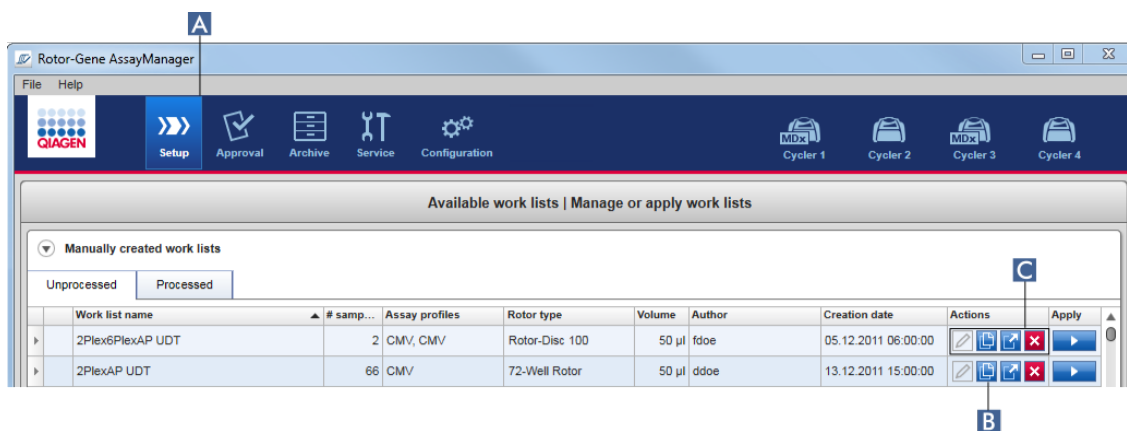 A
Rotor-Gene AssayManager
File Help
QIAGEN
Setup Approval Archive Service Configuration MDx Cycler 1 Cycler 2 MDx Cycler 3 Cycler 4
Available work lists | Manage or apply work lists
Manually created work lists
C
Unprocessed Processed
Work list name # samp... Assay profiles Rotor type Volume Author Creation date Actions Apply
2Plex6PlexAP UDT 2 CMV, CMV Rotor-Disc 100 50 µl fdoe 05.12.2011 06:00:00
2PlexAP UDT 66 CMV 72-Well Rotor 50 µl ddoe 13.12.2011 15:00:00
B